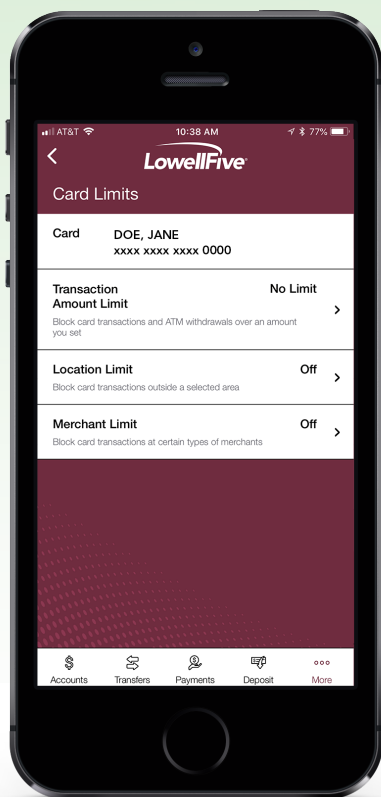 AT&T 10:38 AM 77%
LowellFive
Card Limits
Card DOE, JANE
xxxx xxxx xxxx 0000
Transaction No Limit
Amount Limit
Block card transactions and ATM withdrawals over an amount
you set
Location Limit Off
Block card transactions outside a selected area
Merchant Limit Off
Block card transactions at certain types of merchants
Accounts Transfers Payments Deposit More